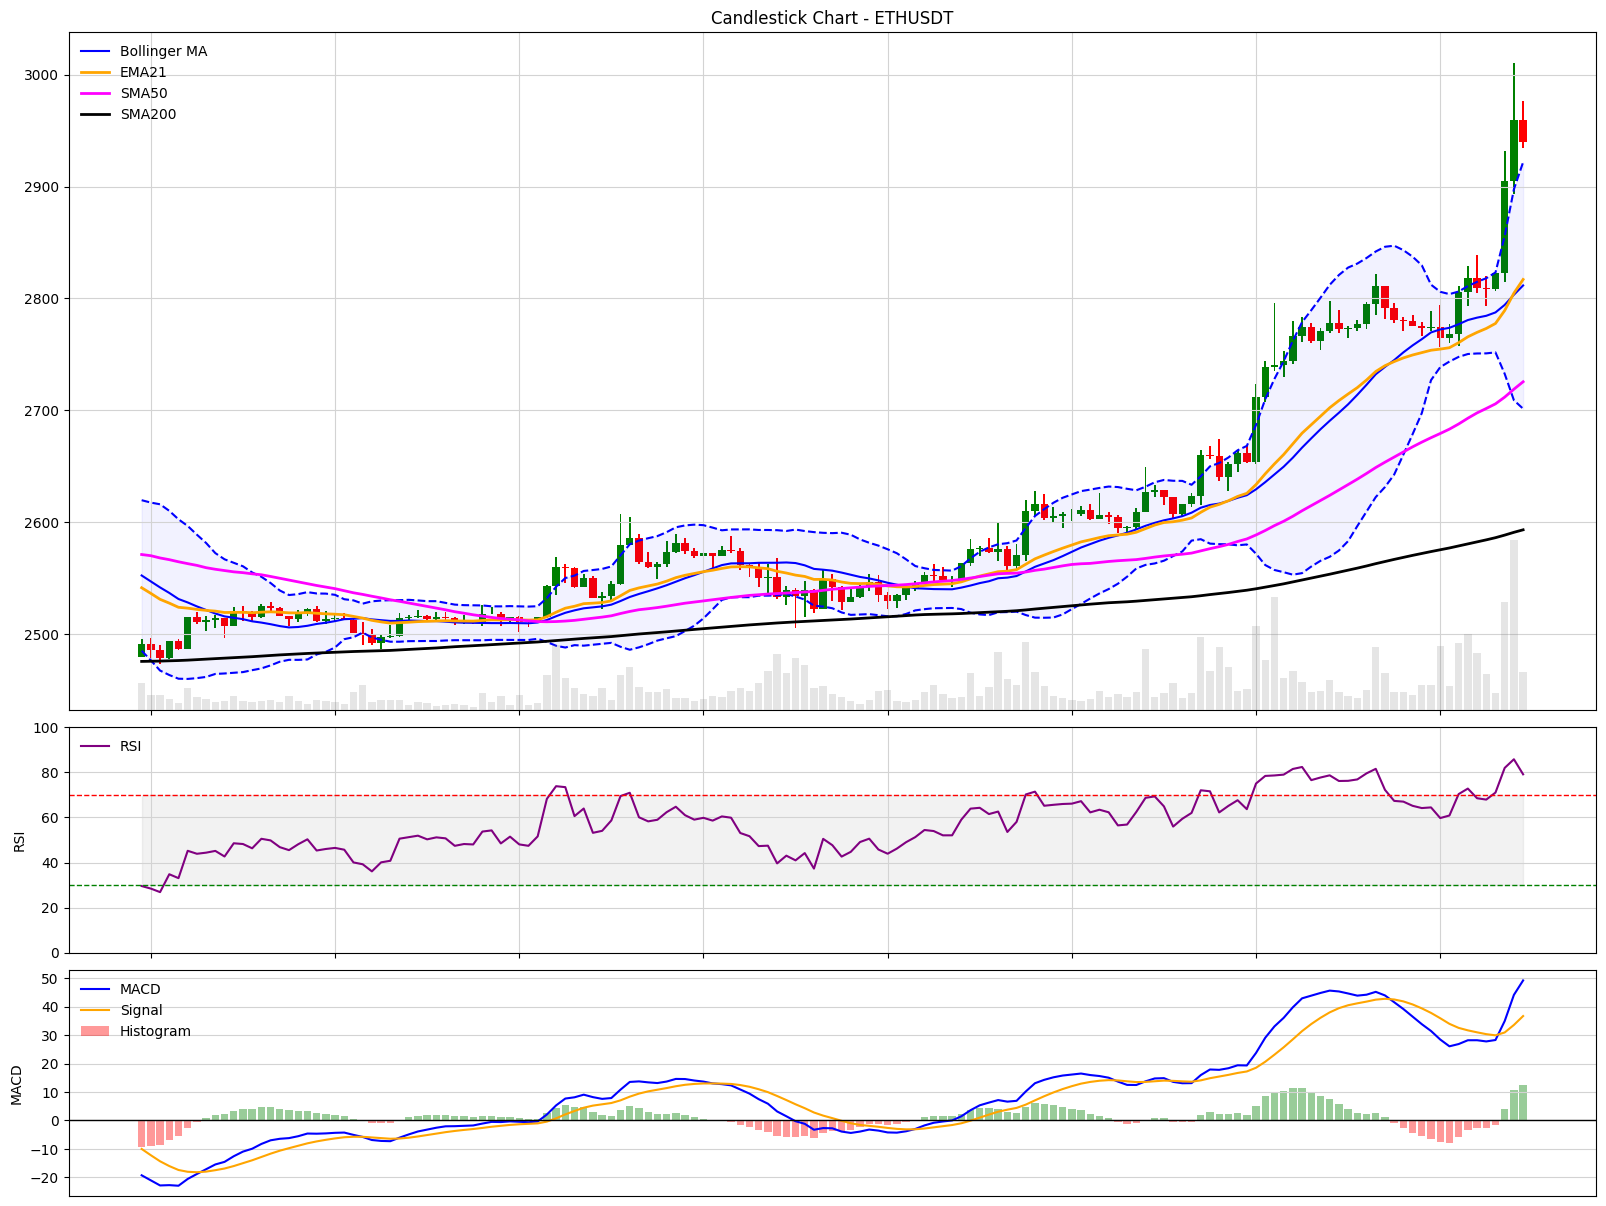 Candlestick Chart - ETHUSDT
Bollinger MA
EMA21
SMA50
SMA200
3000
2900
2800
2700
2600
2500
RSI
100
80
60
40
20
0
RSI
MACD
Signal
Histogram
50
40
30
20
10
0
−10
−20
MACD